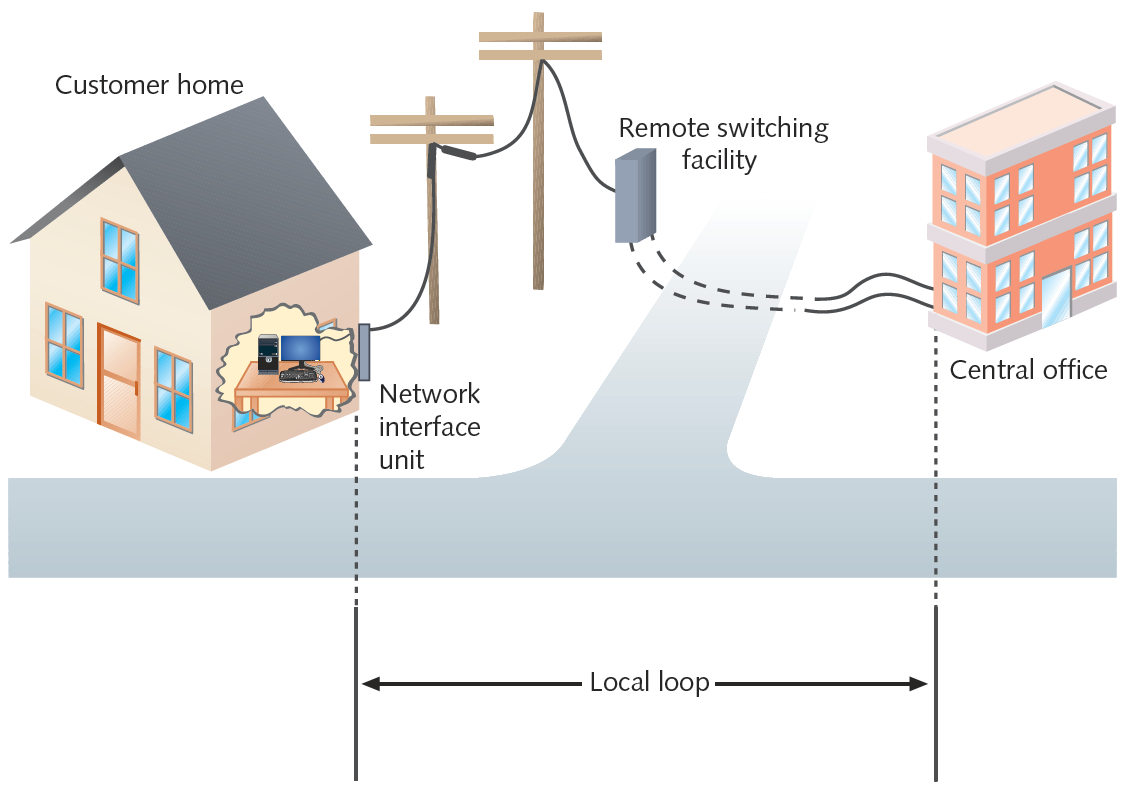 Customer home
Remote switching
facility
Central office
Network
interface
unit
Local loop